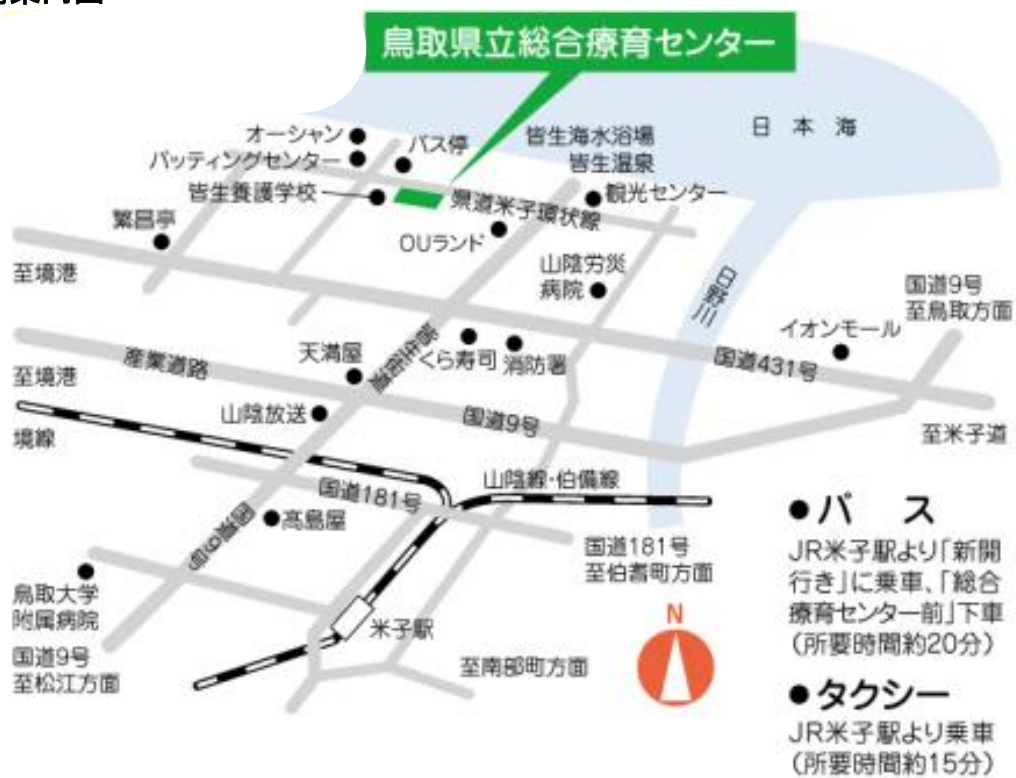 鳥取県立総合療育センター
日本海
オーシャン
バッティングセンター
バス停
皆生海水浴場
皆生温泉
皆生養護学校
観光センター
県道米子環状線
繁昌亭
OUランド
至境港
山陰労災
病院
日野川
国道9号
至鳥取方面
イオンモール
皆生街道
くら寿司
消防署
国道431号
天満屋
産業道路
至境港
山陰放送
国道9号
至米子道
境線
山陰線・伯備線
国道181号
髙島屋
国道9号
国道181号
至伯耆町方面
鳥取大学
附属病院
米子駅
国道9号
至松江方面
至南部町方面
N
●バス
JR米子駅より「新開
行き」に乗車、「総合
療育センター前」下車
(所要時間約20分)
●タクシー
JR米子駅より乗車
(所要時間約15分)